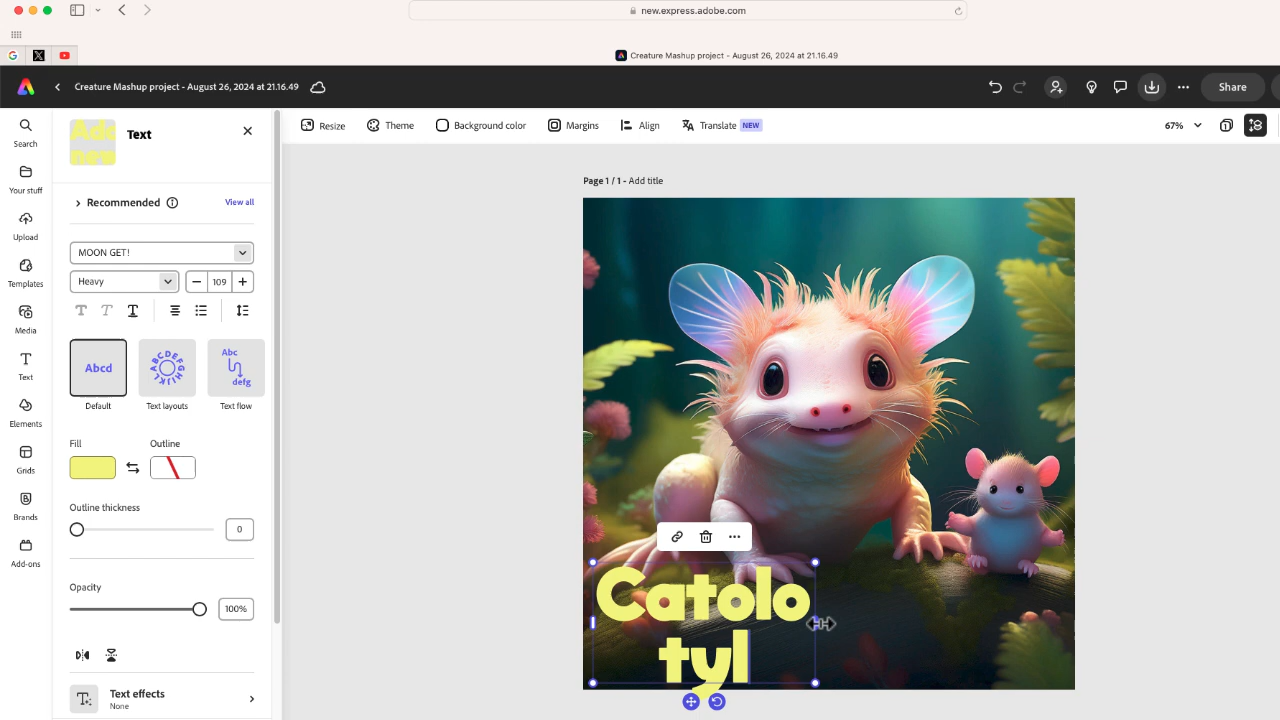 new.express.adobe.com
Creature Mashup project - August 26, 2024 at 21.16.49
Creature Mashup project - August 26, 2024 at 21.16.49
Share
Search
Your stuff
Upload
Templates
Media
Text
Elements
Grids
Brands
Add-ons
Text
Recommended
View all
MOON GET!
Heavy
109
Abcd
Default
ABCDEFGHIJKL
Text layouts
Abc
defg
Text flow
Fill
Outline
Outline thickness
0
Opacity
100%
Text effects
None
Resize
Theme
Background color
Margins
Align
Translate NEW
67%
Page 1 / 1 - Add title
Catolo
tyl